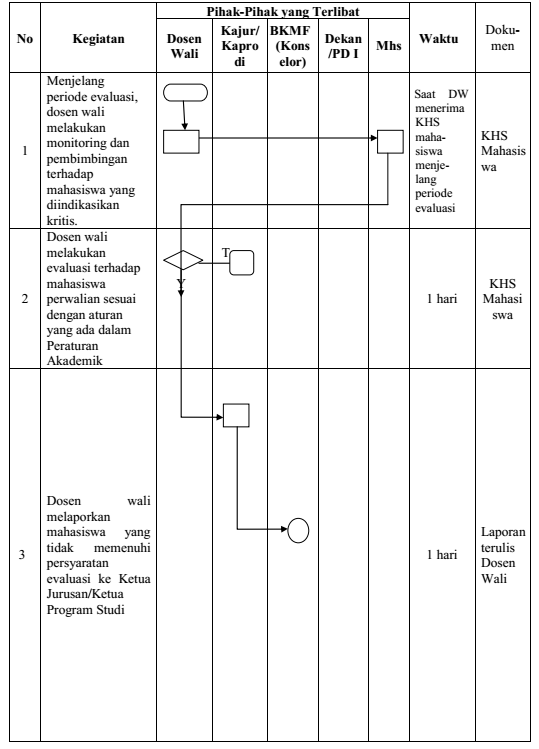 Pihak-Pihak yang Terlibat
No
Kegiatan
Dosen
Wali
Kajur/
Kapro
di
BKMF
(Kons
elor)
Dekan
/PD I
Mhs
Waktu
Doku-
men
1
Menjelang
periode evaluasi,
dosen wali
melakukan
monitoring dan
pembimbingan
terhadap
mahasiswa yang
diindikasikan
kritis.
Saat DW
menerima
KHS
maha-
siswa
menje-
lang
periode
evaluasi
KHS
Mahasis
wa
2
Dosen wali
melakukan
evaluasi terhadap
mahasiswa
perwalian sesuai
dengan aturan
yang ada dalam
Peraturan
Akademik
T
Y
1 hari
KHS
Mahasi
swa
3
Dosen wali
melaporkan
mahasiswa yang
tidak memenuhi
persyaratan
evaluasi ke Ketua
Jurusan/Ketua
Program Studi
1 hari
Laporan
terulis
Dosen
Wali